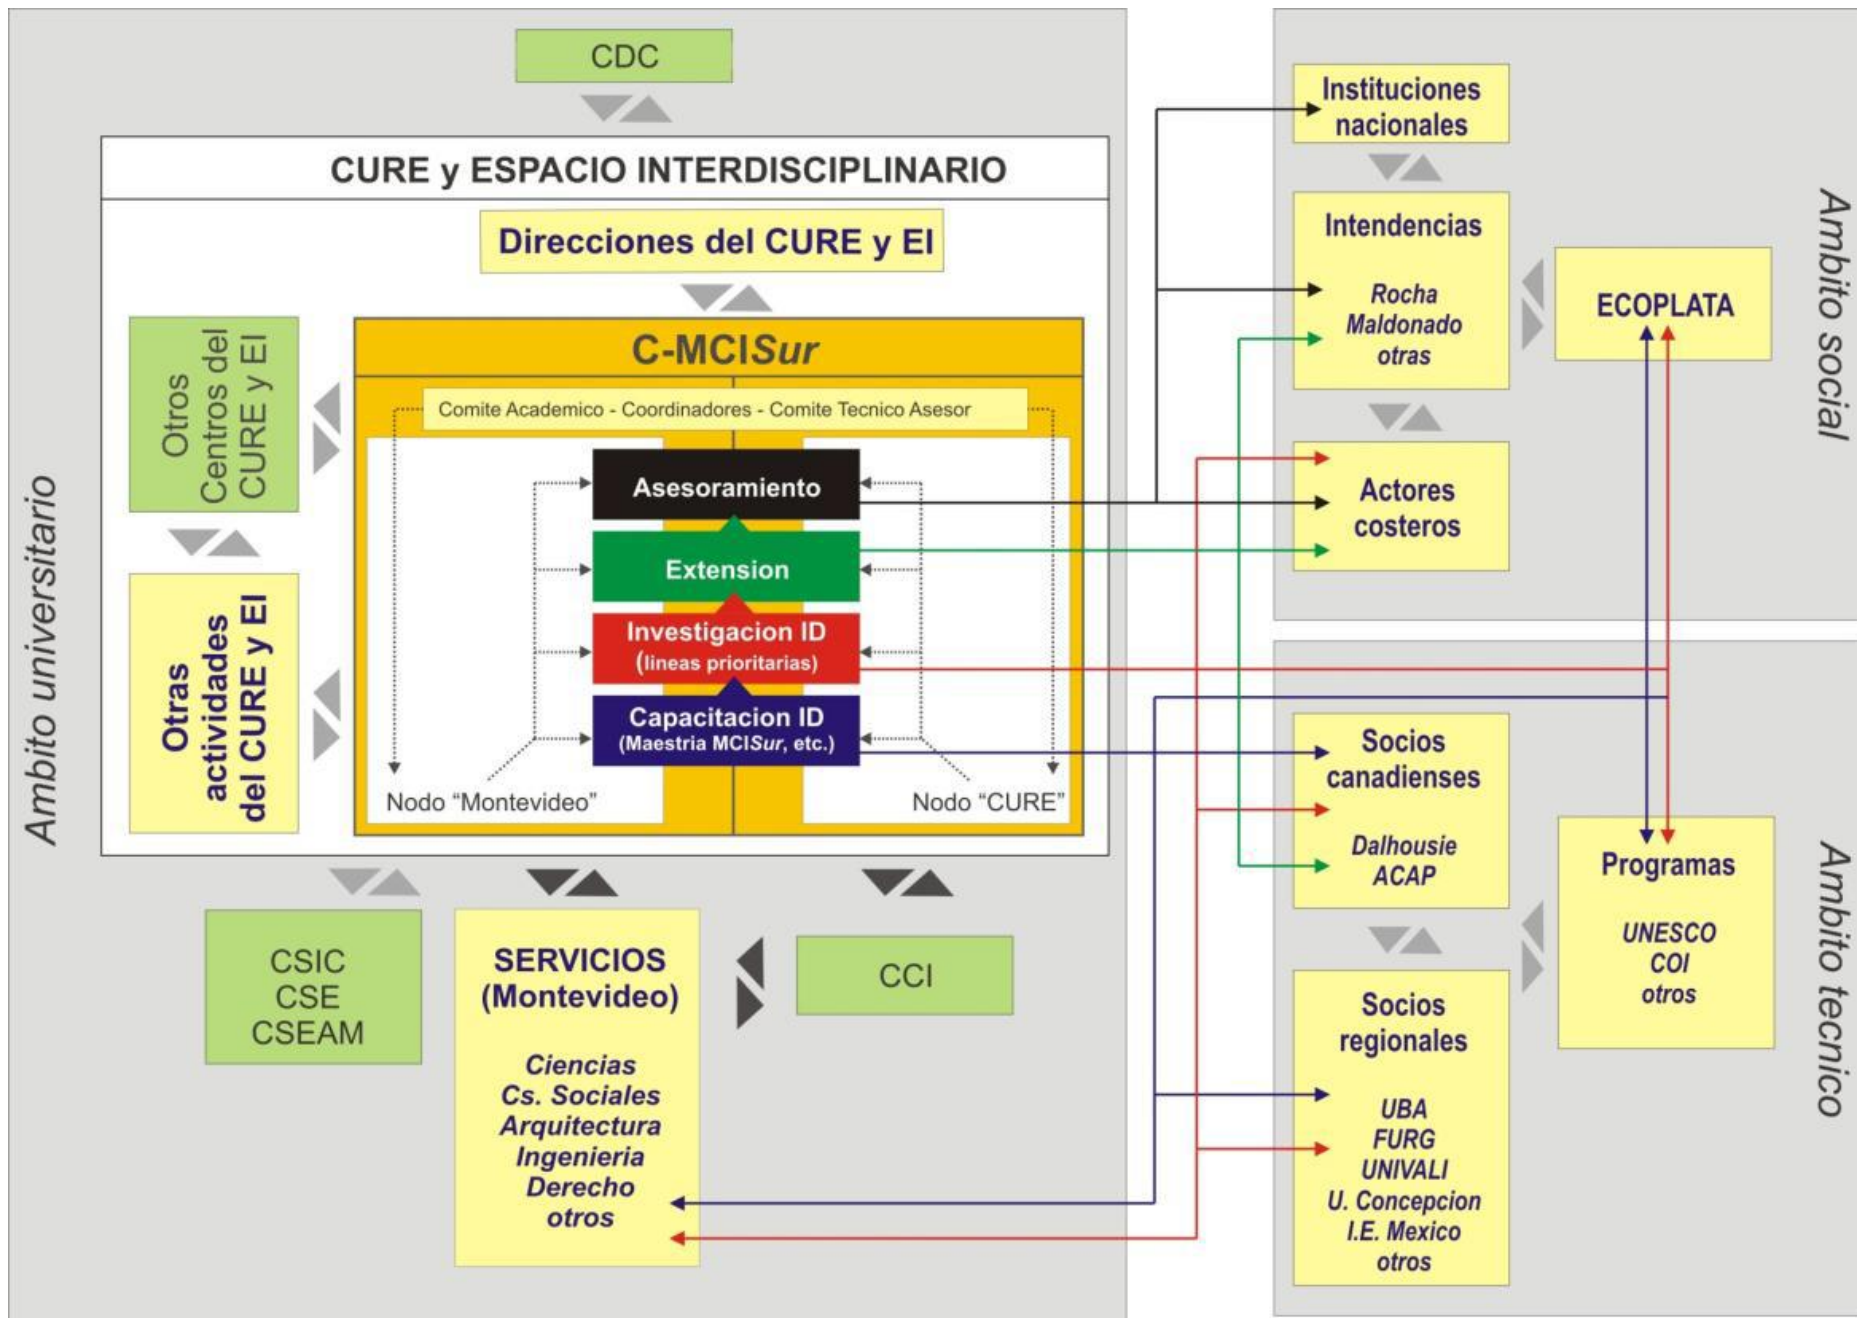 CDC
CURE y ESPACIO INTERDISCIPLINARIO
Direcciones del CURE y EI
Otros
Centros del
CURE y EI
C-MCISur
Comite Academico - Coordinadores - Comite Tecnico Asesor
Asesoramiento
Extension
Investigacion ID
(lineas prioritarias)
Capacitacion ID
(Maestria MCISur, etc.)
Nodo “Montevideo”
Nodo “CURE”
Otras
actividades
del CURE y EI
Ambito universitario
CSIC
CSE
CSEAM
SERVICIOS
(Montevideo)
Ciencias
Cs. Sociales
Arquitectura
Ingenieria
Derecho
otros
CCI
Instituciones
nacionales
Intendencias
Rocha
Maldonado
otras
ECOPLATA
Actores
costeros
Ambito social
Socios
canadienses
Dalhousie
ACAP
Programas
UNESCO
COI
otros
Socios
regionales
UBA
FURG
UNIVALI
U. Concepcion
I.E. Mexico
otros
Ambito tecnico